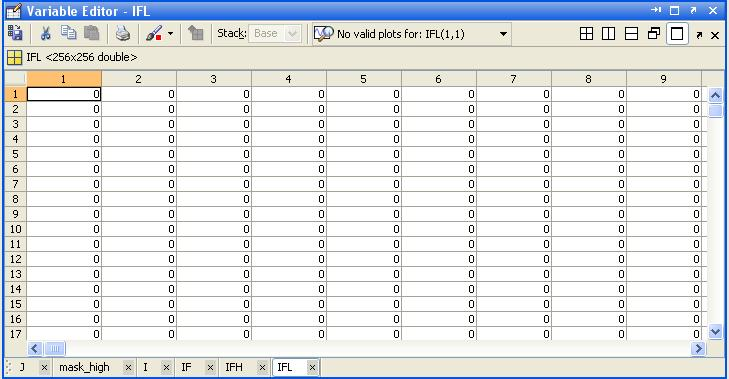 Variable Editor - IFL
Stack: Base No valid plots for: IFL(1,1)
IFL <256x256 double>
1 2 3 4 5 6 7 8 9
1 0 0 0 0 0 0 0 0 0
2 0 0 0 0 0 0 0 0 0
3 0 0 0 0 0 0 0 0 0
4 0 0 0 0 0 0 0 0 0
5 0 0 0 0 0 0 0 0 0
6 0 0 0 0 0 0 0 0 0
7 0 0 0 0 0 0 0 0 0
8 0 0 0 0 0 0 0 0 0
9 0 0 0 0 0 0 0 0 0
10 0 0 0 0 0 0 0 0 0
11 0 0 0 0 0 0 0 0 0
12 0 0 0 0 0 0 0 0 0
13 0 0 0 0 0 0 0 0 0
14 0 0 0 0 0 0 0 0 0
15 0 0 0 0 0 0 0 0 0
16 0 0 0 0 0 0 0 0 0
17 0 0 0 0 0 0 0 0 0
J mask_high I IF IFH IFL